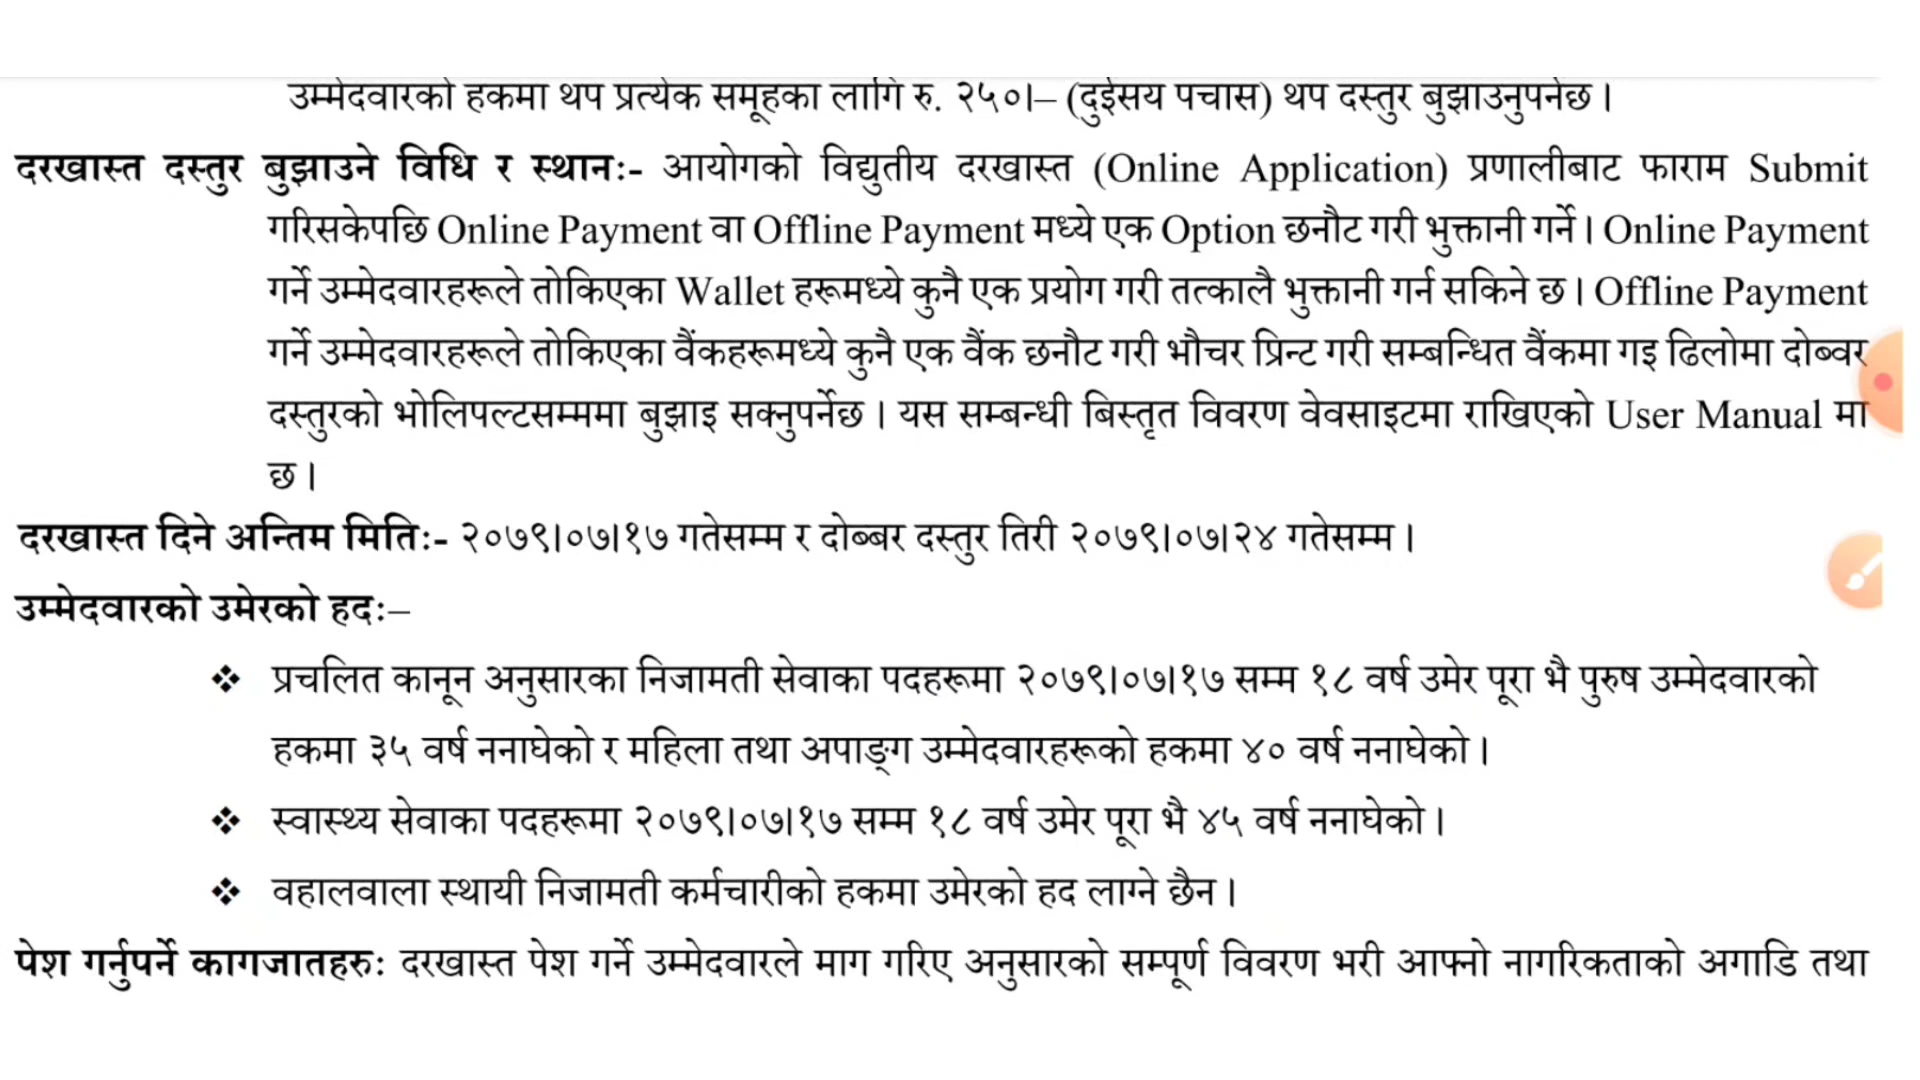 उम्मेदवारको हकमा थप प्रत्येक समूहका लागि रु. २५०।– (दुईसय पचास) थप दस्तुर बुझाउनुपर्नेछ ।
दरखास्त दस्तुर बुझाउने विधि र स्थानः- आयोगको विद्युतीय दरखास्त (Online Application) प्रणालीबाट फाराम Submit
गरिसकेपछि Online Payment वा Offline Payment मध्ये एक Option छनौट गरी भुक्तानी गर्ने । Online Payment
गर्ने उम्मेदवारहरूले तोकिएका Wallet हरूमध्ये कुनै एक प्रयोग गरी तत्कालै भुक्तानी गर्न सकिने छ । Offline Payment
गर्ने उम्मेदवारहरूले तोकिएका वैंकहरूमध्ये कुनै एक वैंक छनौट गरी भौचर प्रिन्ट गरी सम्बन्धित वैंकमा गइ ढिलोमा दोब्वर
दस्तुरको भोलिपल्टसम्ममा बुझाइ सक्नुपर्नेछ । यस सम्बन्धी बिस्तृत विवरण वेवसाइटमा राखिएको User Manual मा
छ ।
दरखास्त दिने अन्तिम मितिः- २०७९।०७।१७ गतेसम्म र दोब्बर दस्तुर तिरी २०७९।०७।२४ गतेसम्म ।
उम्मेदवारको उमेरको हदः–
❖ प्रचलित कानून अनुसारका निजामती सेवाका पदहरूमा २०७९।०७।१७ सम्म १८ वर्ष उमेर पूरा भै पुरुष उम्मेदवारको
हकमा ३५ वर्ष ननाघेको र महिला तथा अपाङ्ग उम्मेदवारहरूको हकमा ४० वर्ष ननाघेको ।
❖ स्वास्थ्य सेवाका पदहरूमा २०७९।०७।१७ सम्म १८ वर्ष उमेर पूरा भै ४५ वर्ष ननाघेको ।
❖ वहालवाला स्थायी निजामती कर्मचारीको हकमा उमेरको हद लाग्ने छैन ।
पेश गर्नुपर्ने कागजातहरुः दरखास्त पेश गर्ने उम्मेदवारले माग गरिए अनुसारको सम्पूर्ण विवरण भरी आफ्नो नागरिकताको अगाडि तथा